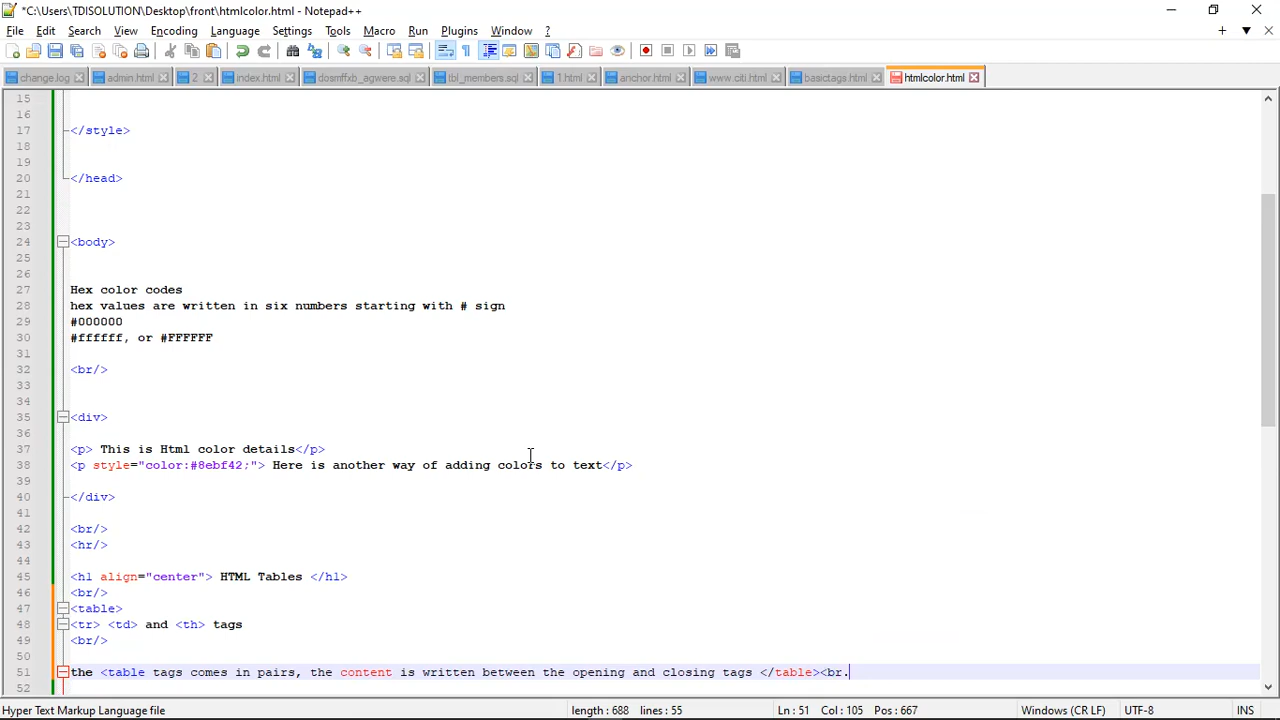 *C:\Users\TDISOLUTION\Desktop\front\htmlcolor.html - Notepad++
File Edit Search View Encoding Language Settings Tools Macro Run Plugins Window ?
change.log admin.html 2 index.html dosmffxb_agwere.sql tbl_members.sql 1.html anchor.html www.citj.html basictags.html htmlcolor.html
15
16
17 </style>
18
19
20 </head>
21
22
23
24 <body>
25
26
27 Hex color codes
28 hex values are written in six numbers starting with # sign
29 #000000
30 #ffffff, or #FFFFFF
31
32 <br/>
33
34
35 <div>
36
37 <p> This is Html color details</p>
38 <p style="color:#8ebf42;"> Here is another way of adding colors to text</p>
39
40 </div>
41
42 <br/>
43 <hr/>
44
45 <h1 align="center"> HTML Tables </h1>
46 <br/>
47 <table>
48 <tr> <td> and <th> tags
49 <br/>
50
51 the <table tags comes in pairs, the content is written between the opening and closing tags </table><br.
52
Hyper Text Markup Language file length : 688 lines : 55 Ln : 51 Col : 105 Pos : 667 Windows (CR LF) UTF-8 INS